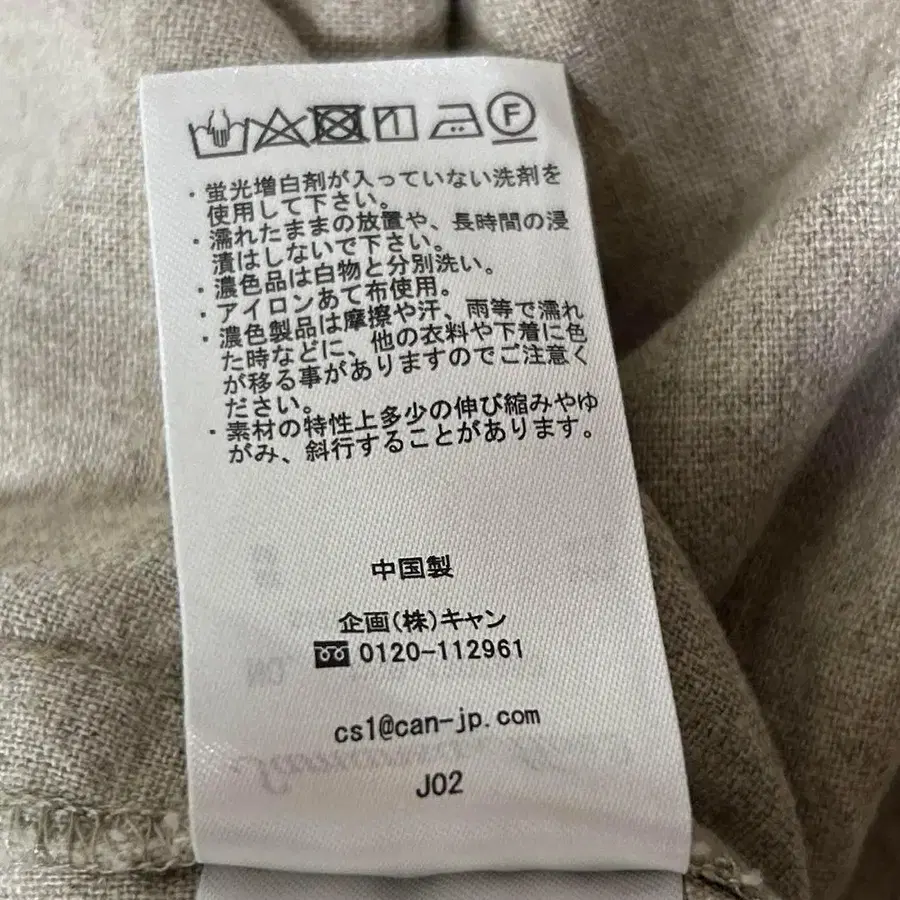 F
・蛍光増白剤が入っていない洗剤を
使用して下さい。
・濡れたままの放置や、長時間の浸
漬はしないで下さい。
・濃色品は白物と分別洗い。
・アイロンあて布使用。
・濃色製品は摩擦や汗、雨等で濡れ
た時などに、他の衣料や下着に色
が移る事がありますのでご注意く
ださい。
・素材の特性上多少の伸び縮みやゆ
がみ、斜行することがあります。
中国製
企画(株)キャン
0120-112961
cs1@can-jp.com
J02